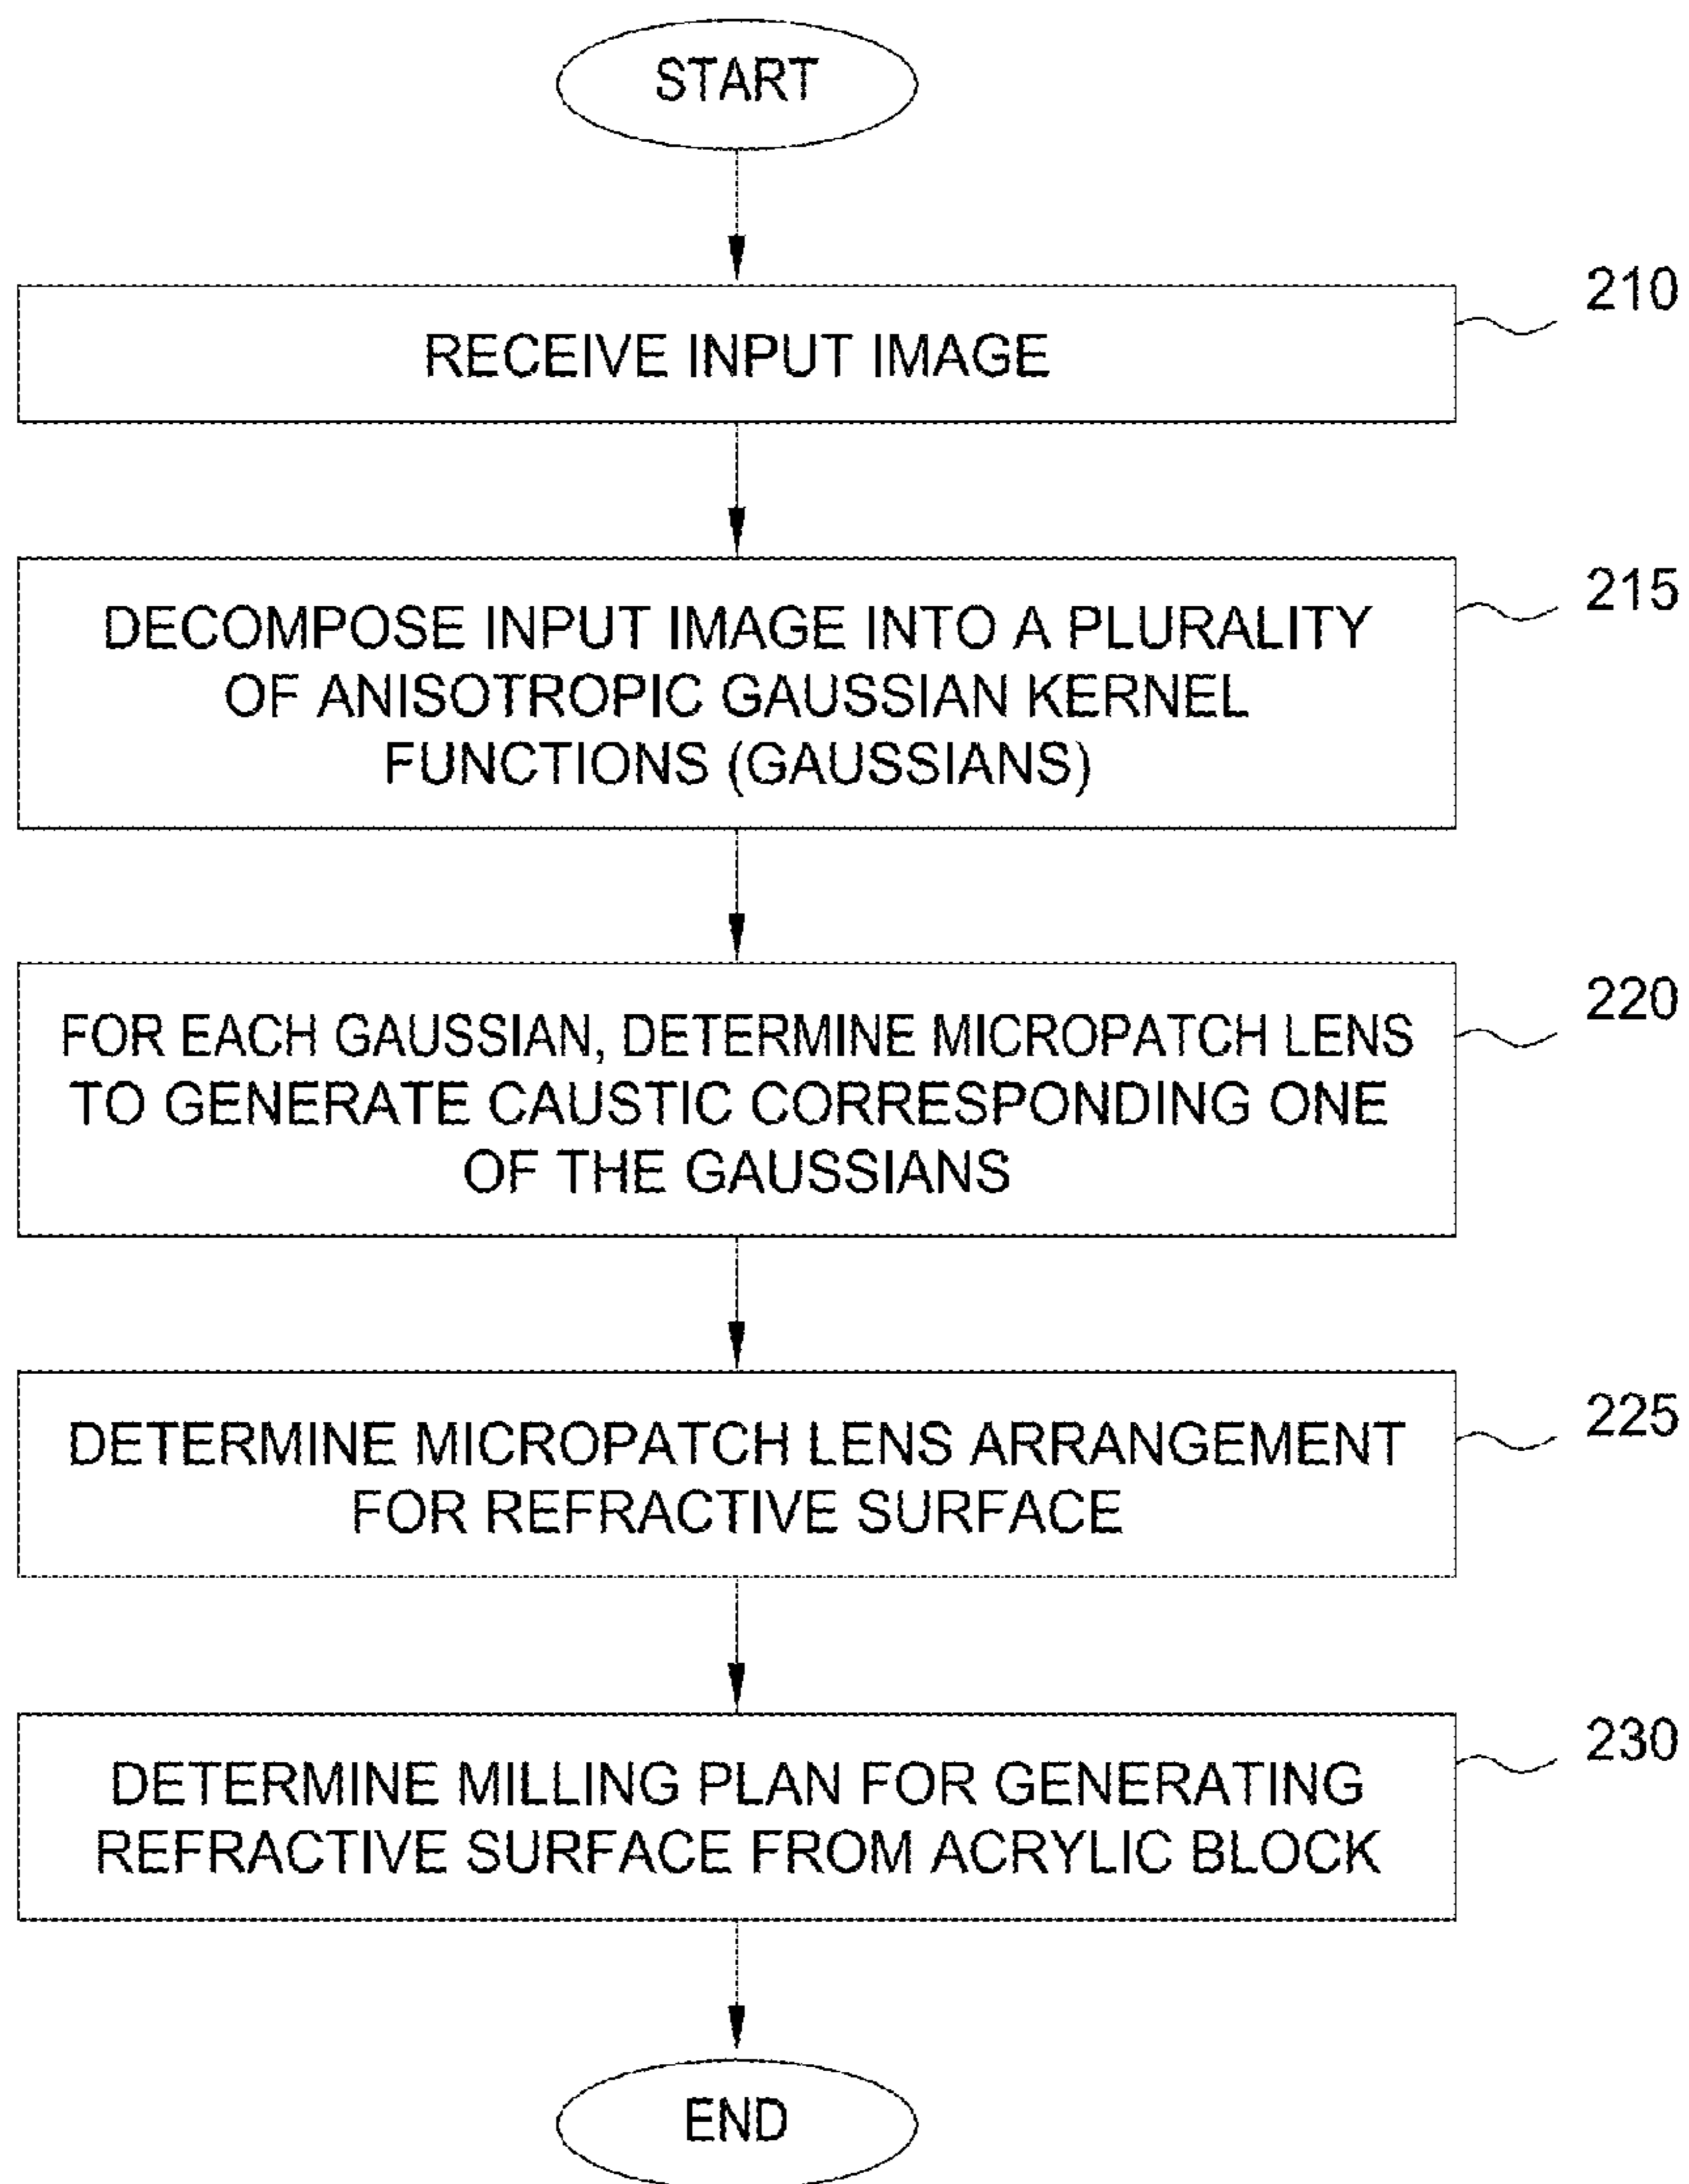 START
RECEIVE INPUT IMAGE
210
DECOMPOSE INPUT IMAGE INTO A PLURALITY
OF ANISOTROPIC GAUSSIAN KERNEL
FUNCTIONS (GAUSSIANS)
215
FOR EACH GAUSSIAN, DETERMINE MICROPATCH LENS
TO GENERATE CAUSTIC CORRESPONDING ONE
OF THE GAUSSIANS
220
DETERMINE MICROPATCH LENS ARRANGEMENT
FOR REFRACTIVE SURFACE
225
DETERMINE MILLING PLAN FOR GENERATING
REFRACTIVE SURFACE FROM ACRYLIC BLOCK
230
END